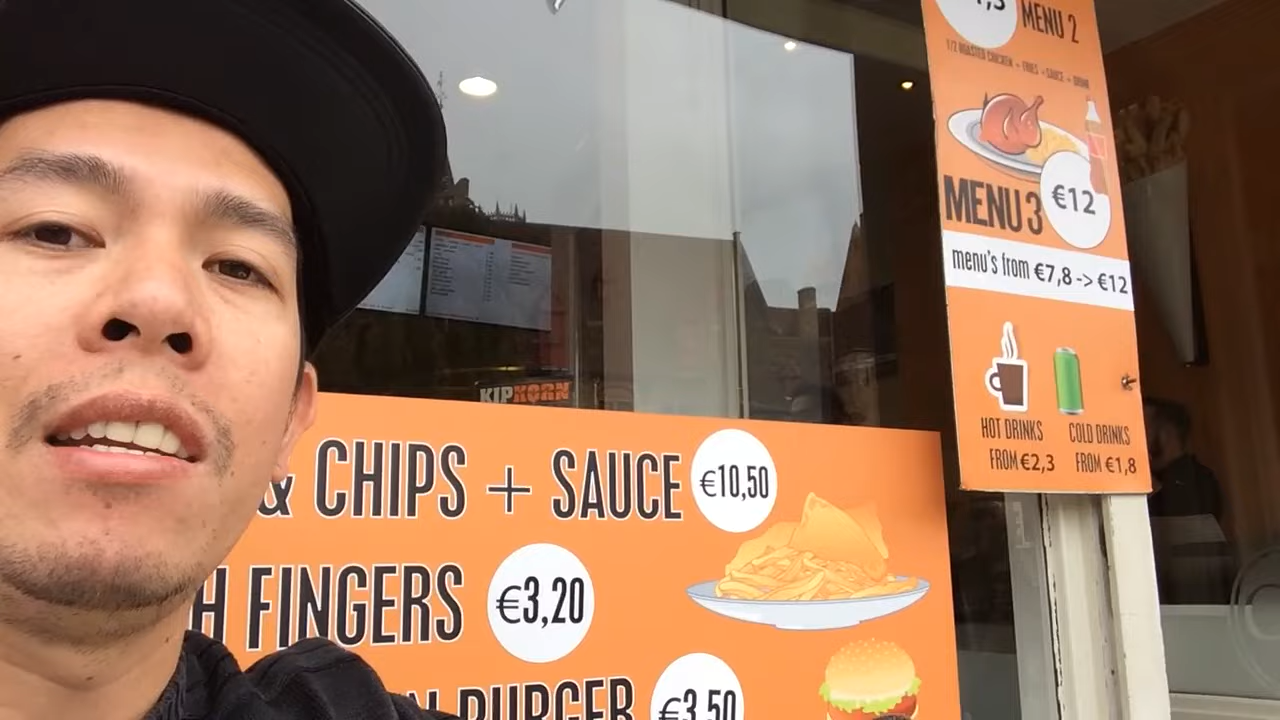 MENU 2
1/2 ROASTED CHICKEN + FRIES + SAUCE + DRINK
MENU 3
€12
menu's from €7,8 -> €12
HOT DRINKS
FROM €2,3
COLD DRINKS
FROM €1,8
KIPKORN
& CHIPS + SAUCE €10,50
H FINGERS €3,20
BURGER €3,50